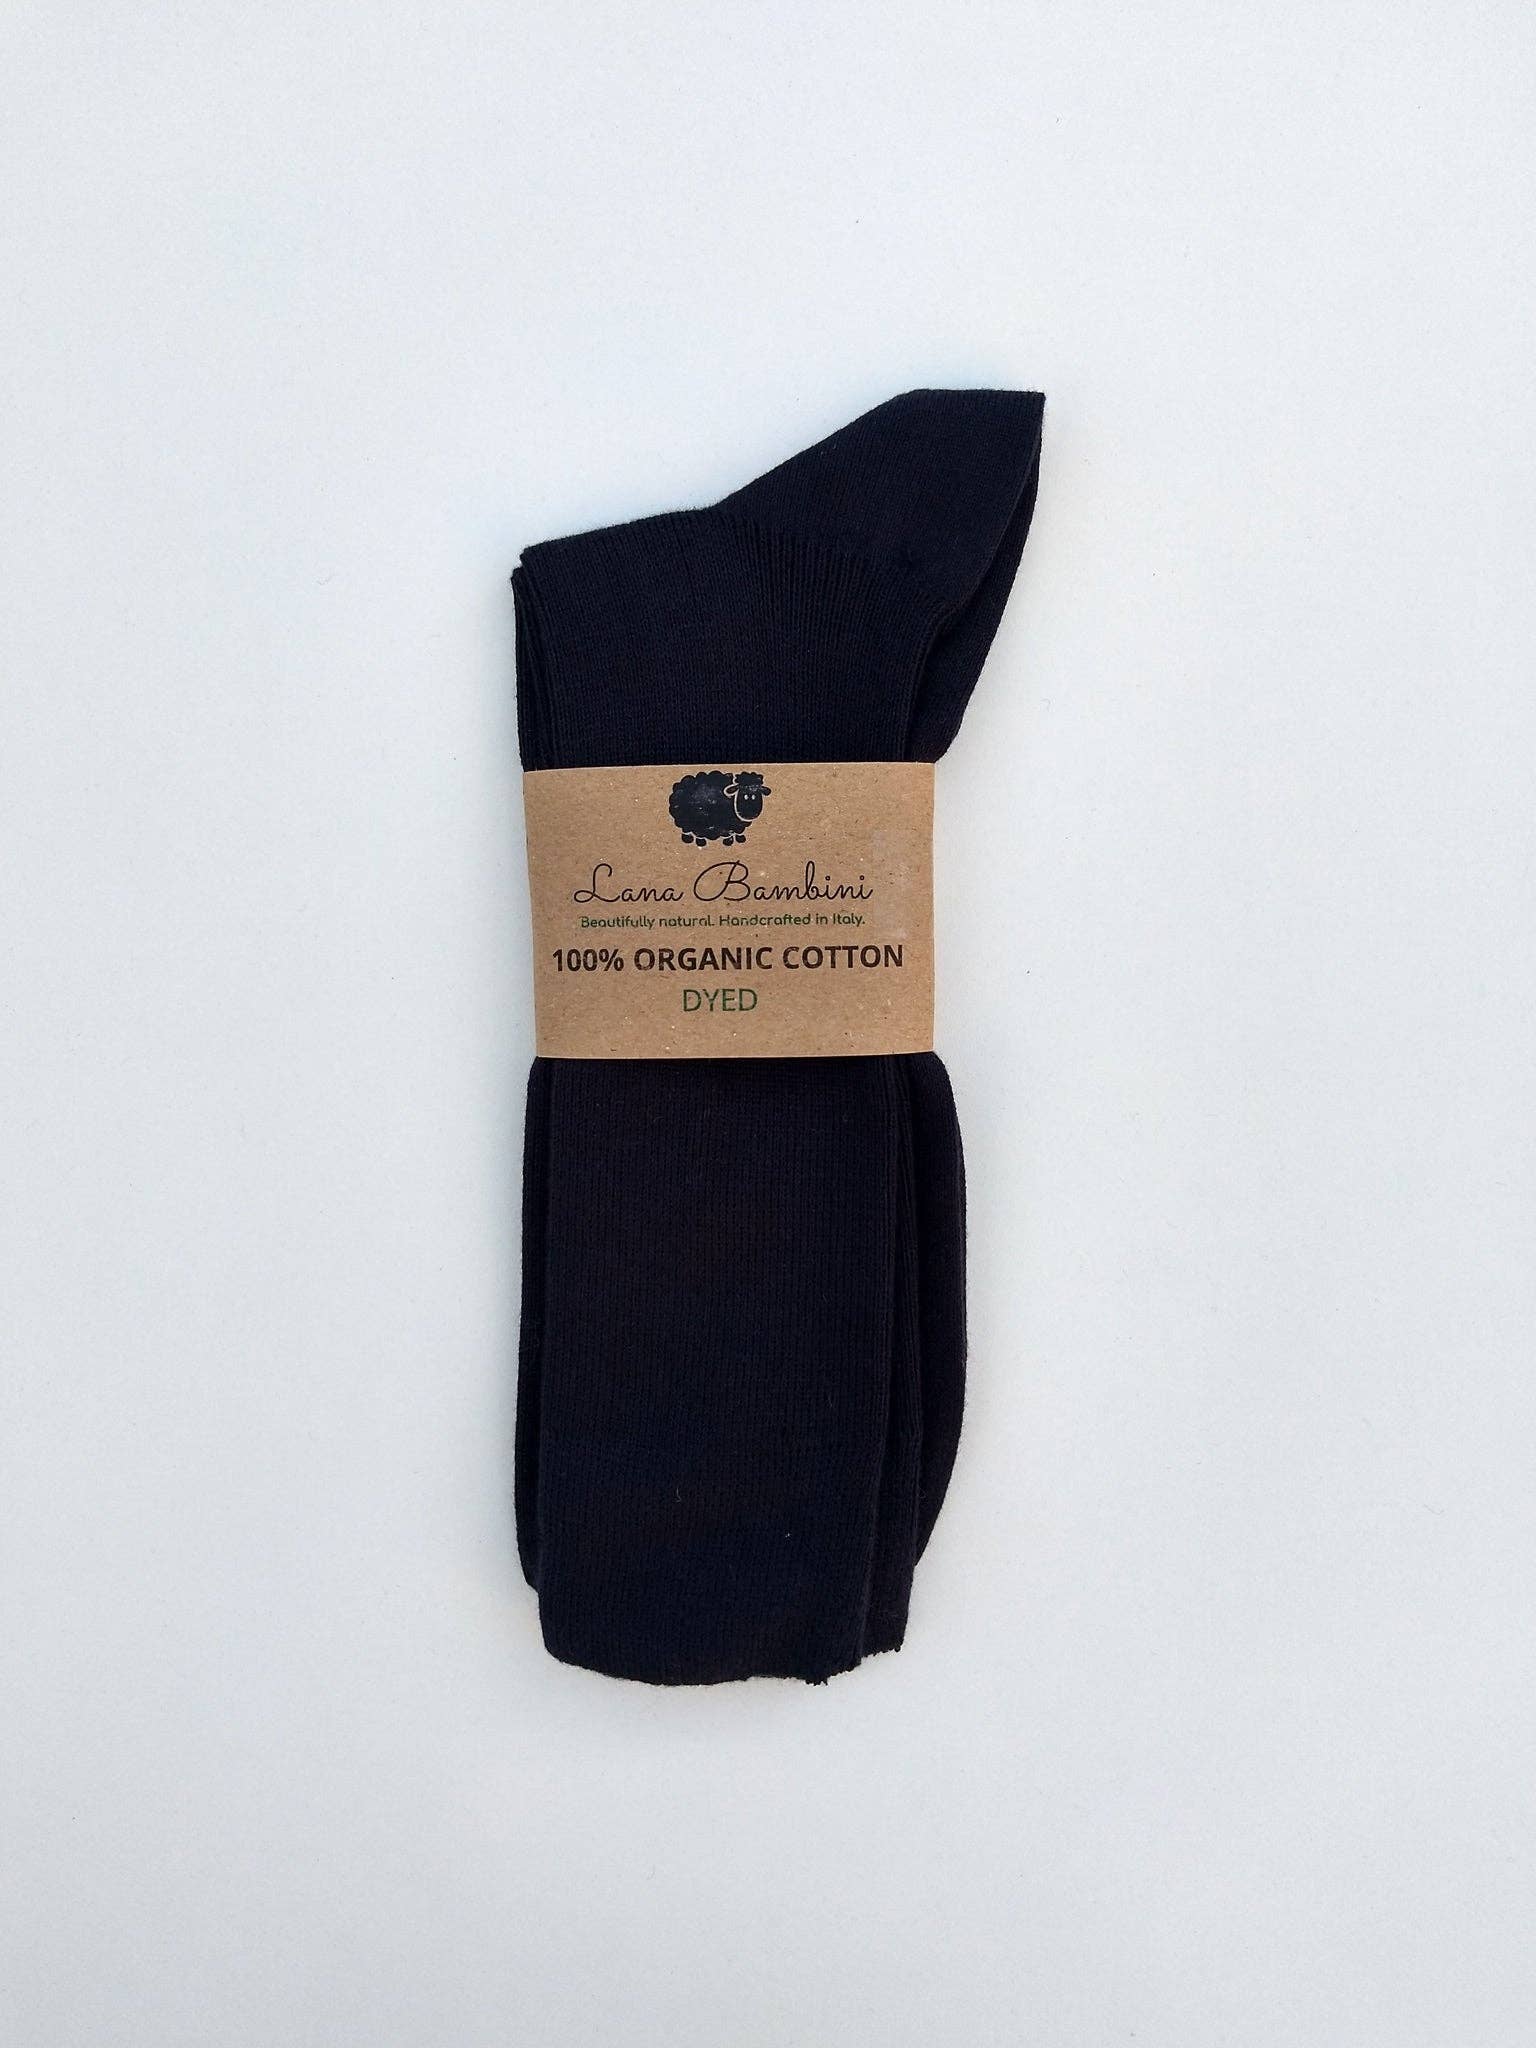 Lana Bambini
Beautifully natural. Handcrafted in Italy.
100% ORGANIC COTTON
DYED